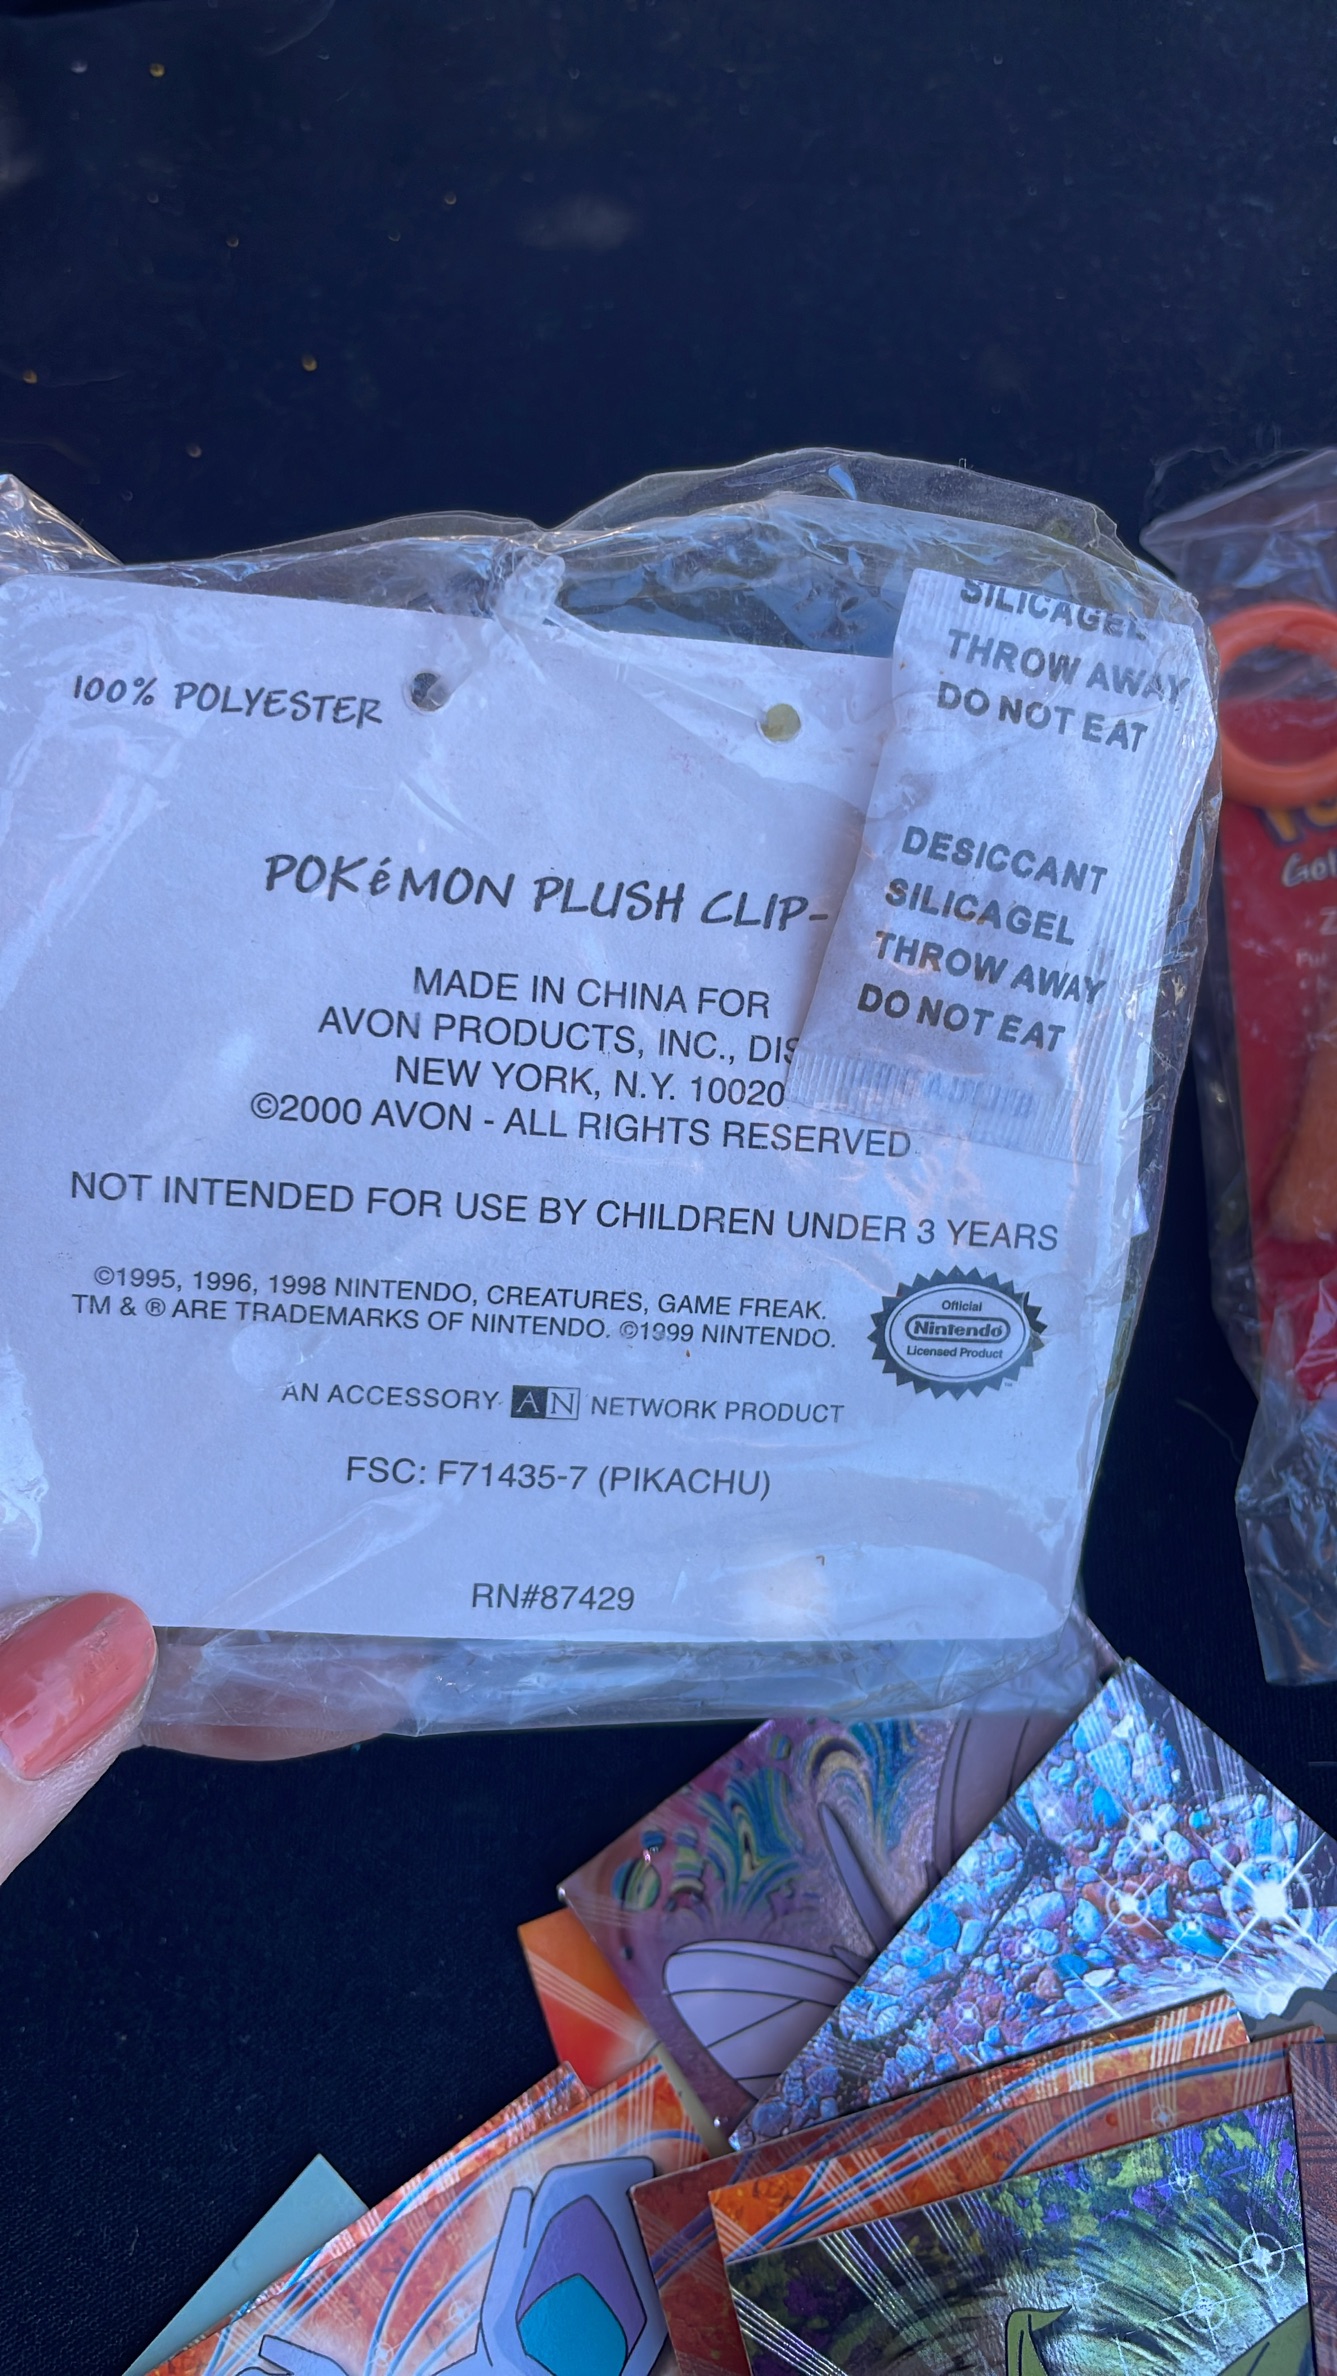 100% POLYESTER
POKéMON PLUSH CLIP-
MADE IN CHINA FOR
AVON PRODUCTS, INC., DIS
NEW YORK, N.Y. 10020
©2000 AVON - ALL RIGHTS RESERVED
NOT INTENDED FOR USE BY CHILDREN UNDER 3 YEARS
©1995, 1996, 1998 NINTENDO, CREATURES, GAME FREAK.
TM & ® ARE TRADEMARKS OF NINTENDO. ©1999 NINTENDO.
Official
Nintendo
Licensed Product
AN ACCESSORY AN NETWORK PRODUCT
FSC: F71435-7 (PIKACHU)
RN#87429
SILICAGEL
THROW AWAY
DO NOT EAT
DESICCANT
SILICAGEL
THROW AWAY
DO NOT EAT